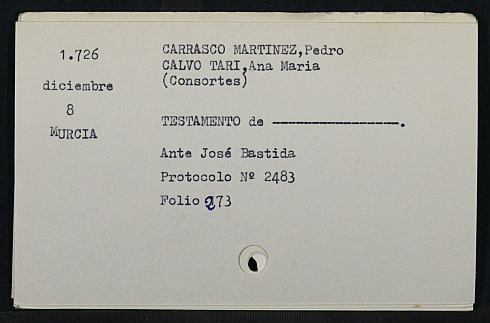 1.726
diciembre
8
MURCIA
CARRASCO MARTINEZ,Pedro
CALVO TARI,Ana Maria
(Consortes)
TESTAMENTO de ----------------.
Ante José Bastida
Protocolo Nº 2483
Folio 273